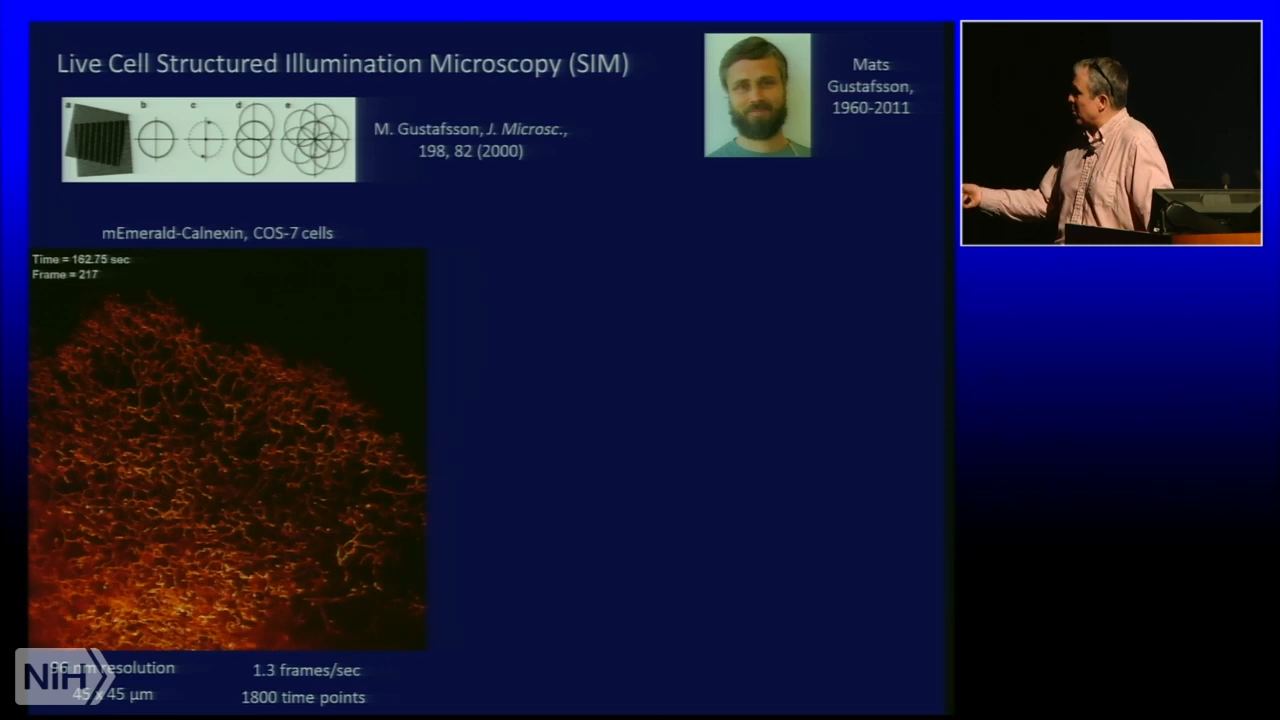 Live Cell Structured Illumination Microscopy (SIM)
a b c d e
M. Gustafsson, J. Microsc.,
198, 82 (2000)
Mats
Gustafsson,
1960-2011
mEmerald-Calnexin, COS-7 cells
Time = 162.75 sec
Frame = 217
96 nm resolution
1.3 frames/sec
45 x 45 µm
1800 time points
NIH